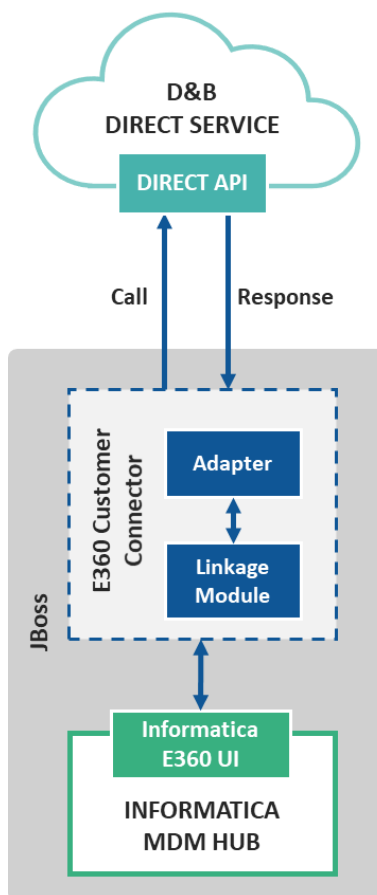 D&B
DIRECT SERVICE
DIRECT API
Call
Response
JBoss
E360 Customer
Connector
Adapter
Linkage
Module
Informatica
E360 UI
INFORMATICA
MDM HUB